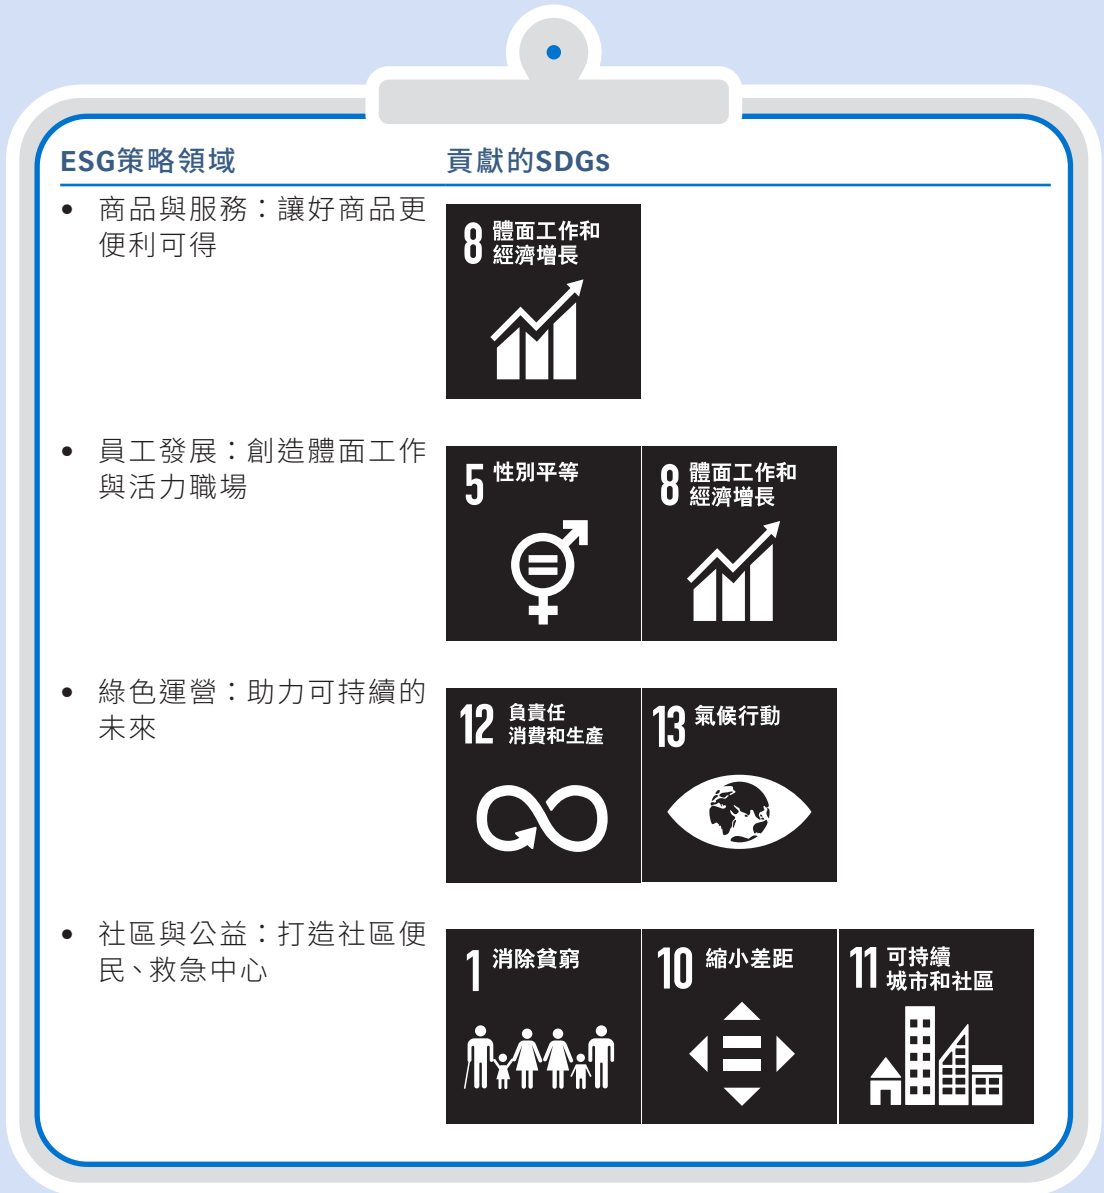 ESG策略領域
貢獻的SDGs
• 商品與服務：讓好商品更
便利可得
8 體面工作和
經濟增長
• 員工發展：創造體面工作
與活力職場
5 性別平等
8 體面工作和
經濟增長
• 綠色運營：助力可持續的
未來
12 負責任
消費和生產
13 氣候行動
• 社區與公益：打造社區便
民、救急中心
1 消除貧窮
10 縮小差距
11 可持續
城市和社區